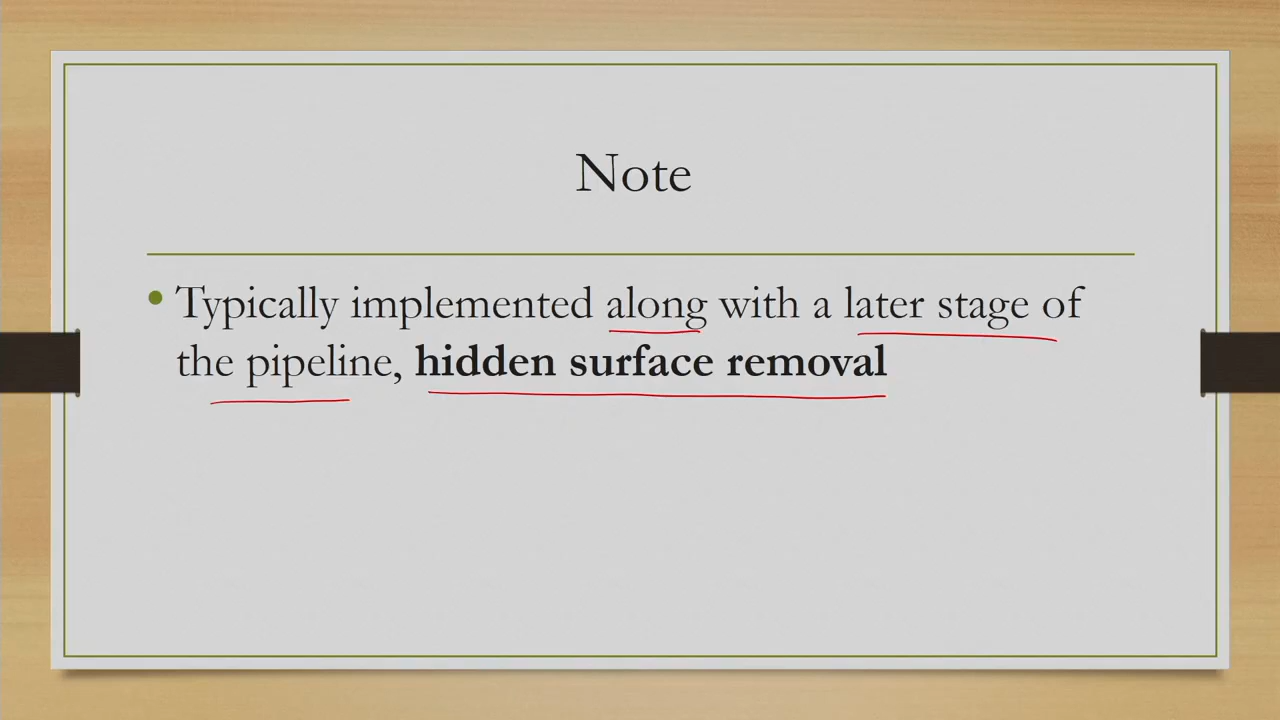 Note
• Typically implemented along with a later stage of
the pipeline, hidden surface removal